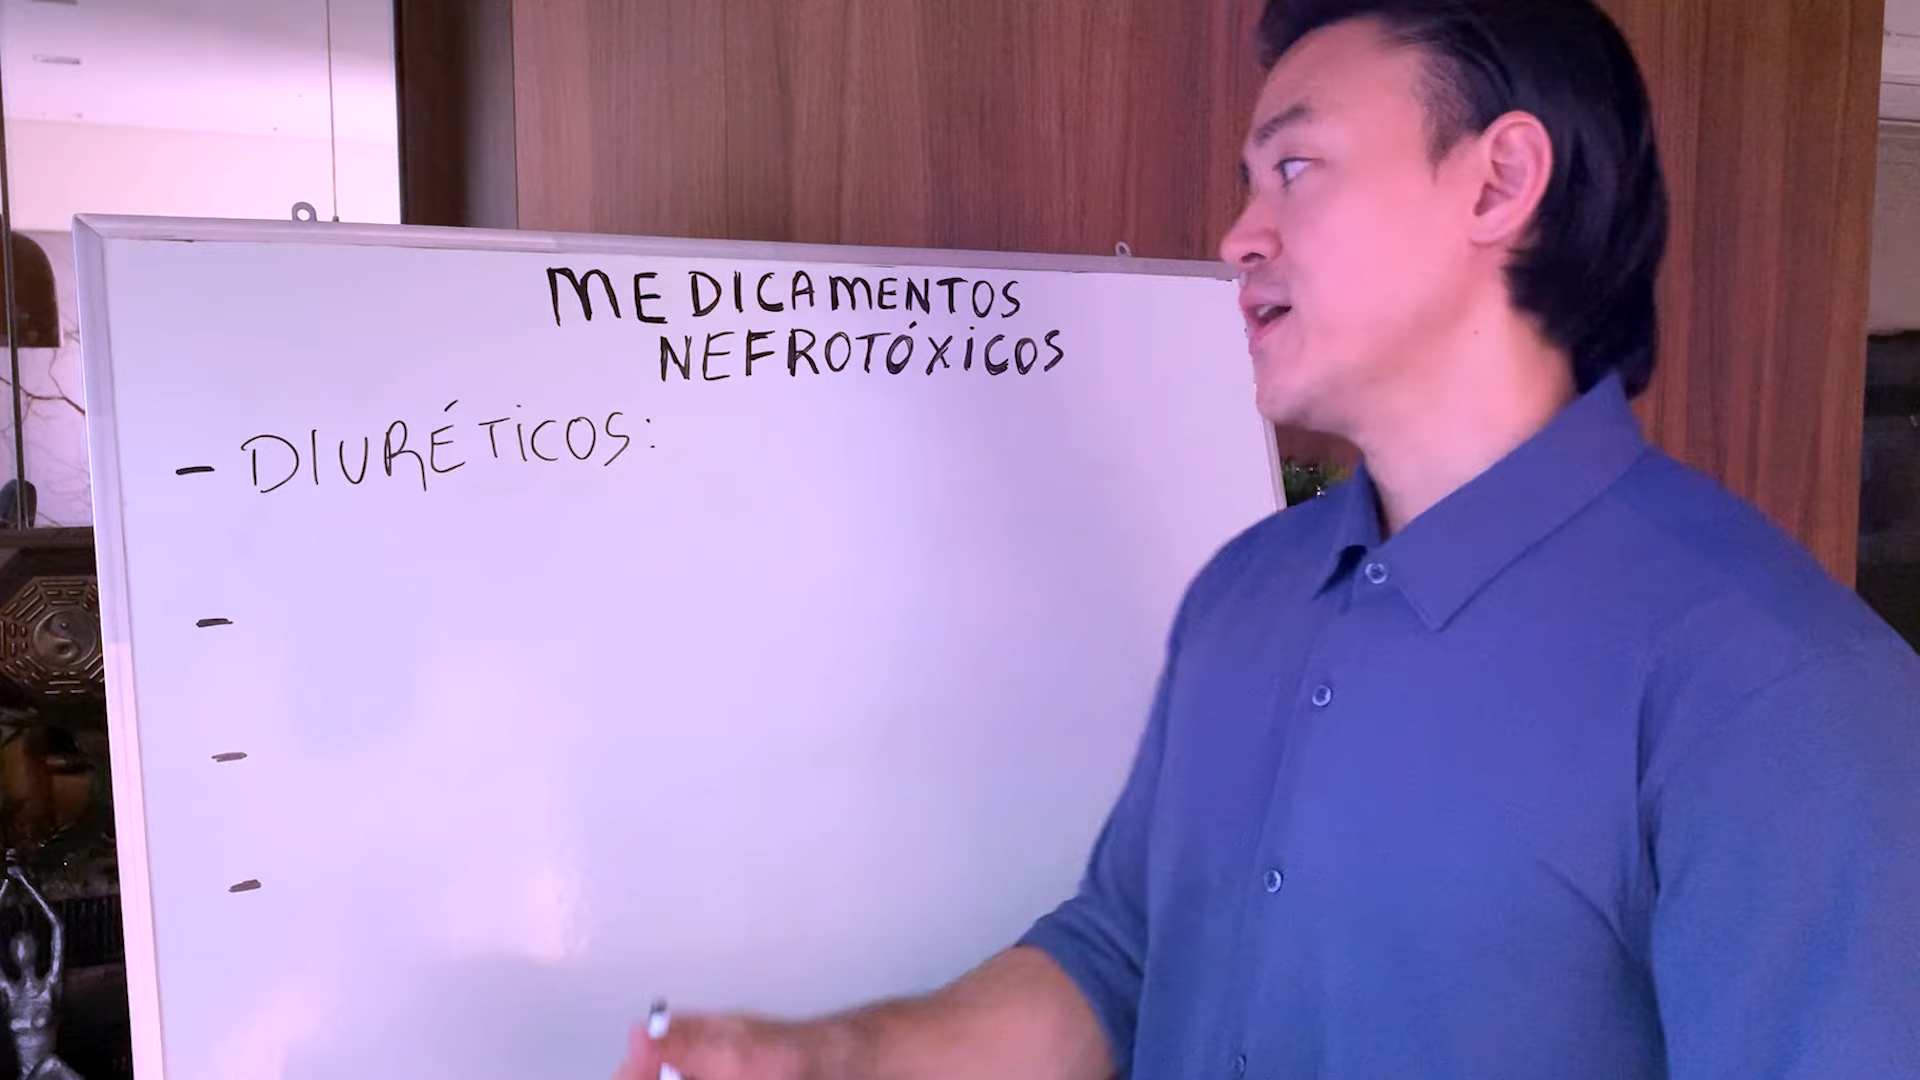 MEDICAMENTOS
NEFROTÓXICOS
- DIURÉTICOS:
-
-
-